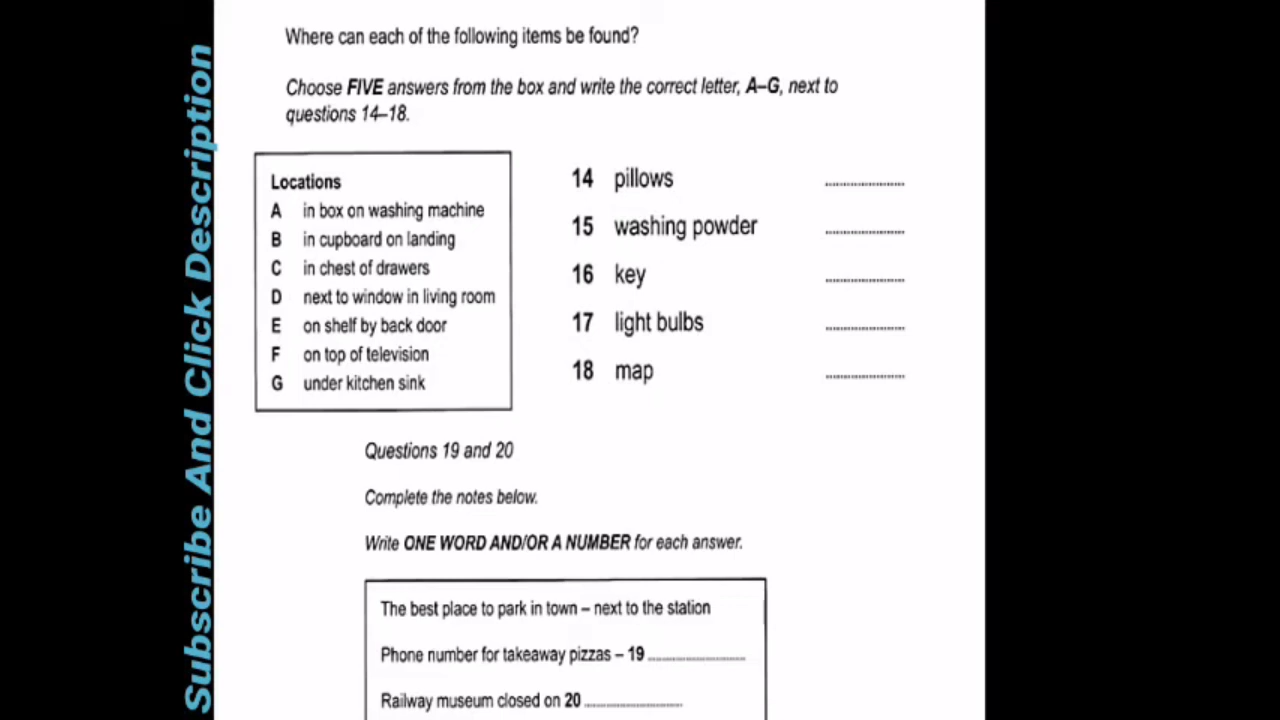 Where can each of the following items be found?
Choose FIVE answers from the box and write the correct letter, A–G, next to
questions 14–18.
Locations
A in box on washing machine
B in cupboard on landing
C in chest of drawers
D next to window in living room
E on shelf by back door
F on top of television
G under kitchen sink
14 pillows ........................
15 washing powder ........................
16 key ........................
17 light bulbs ........................
18 map ........................
Questions 19 and 20
Complete the notes below.
Write ONE WORD AND/OR A NUMBER for each answer.
The best place to park in town – next to the station
Phone number for takeaway pizzas – 19 ........................
Railway museum closed on 20 ........................
Subscribe And Click Description